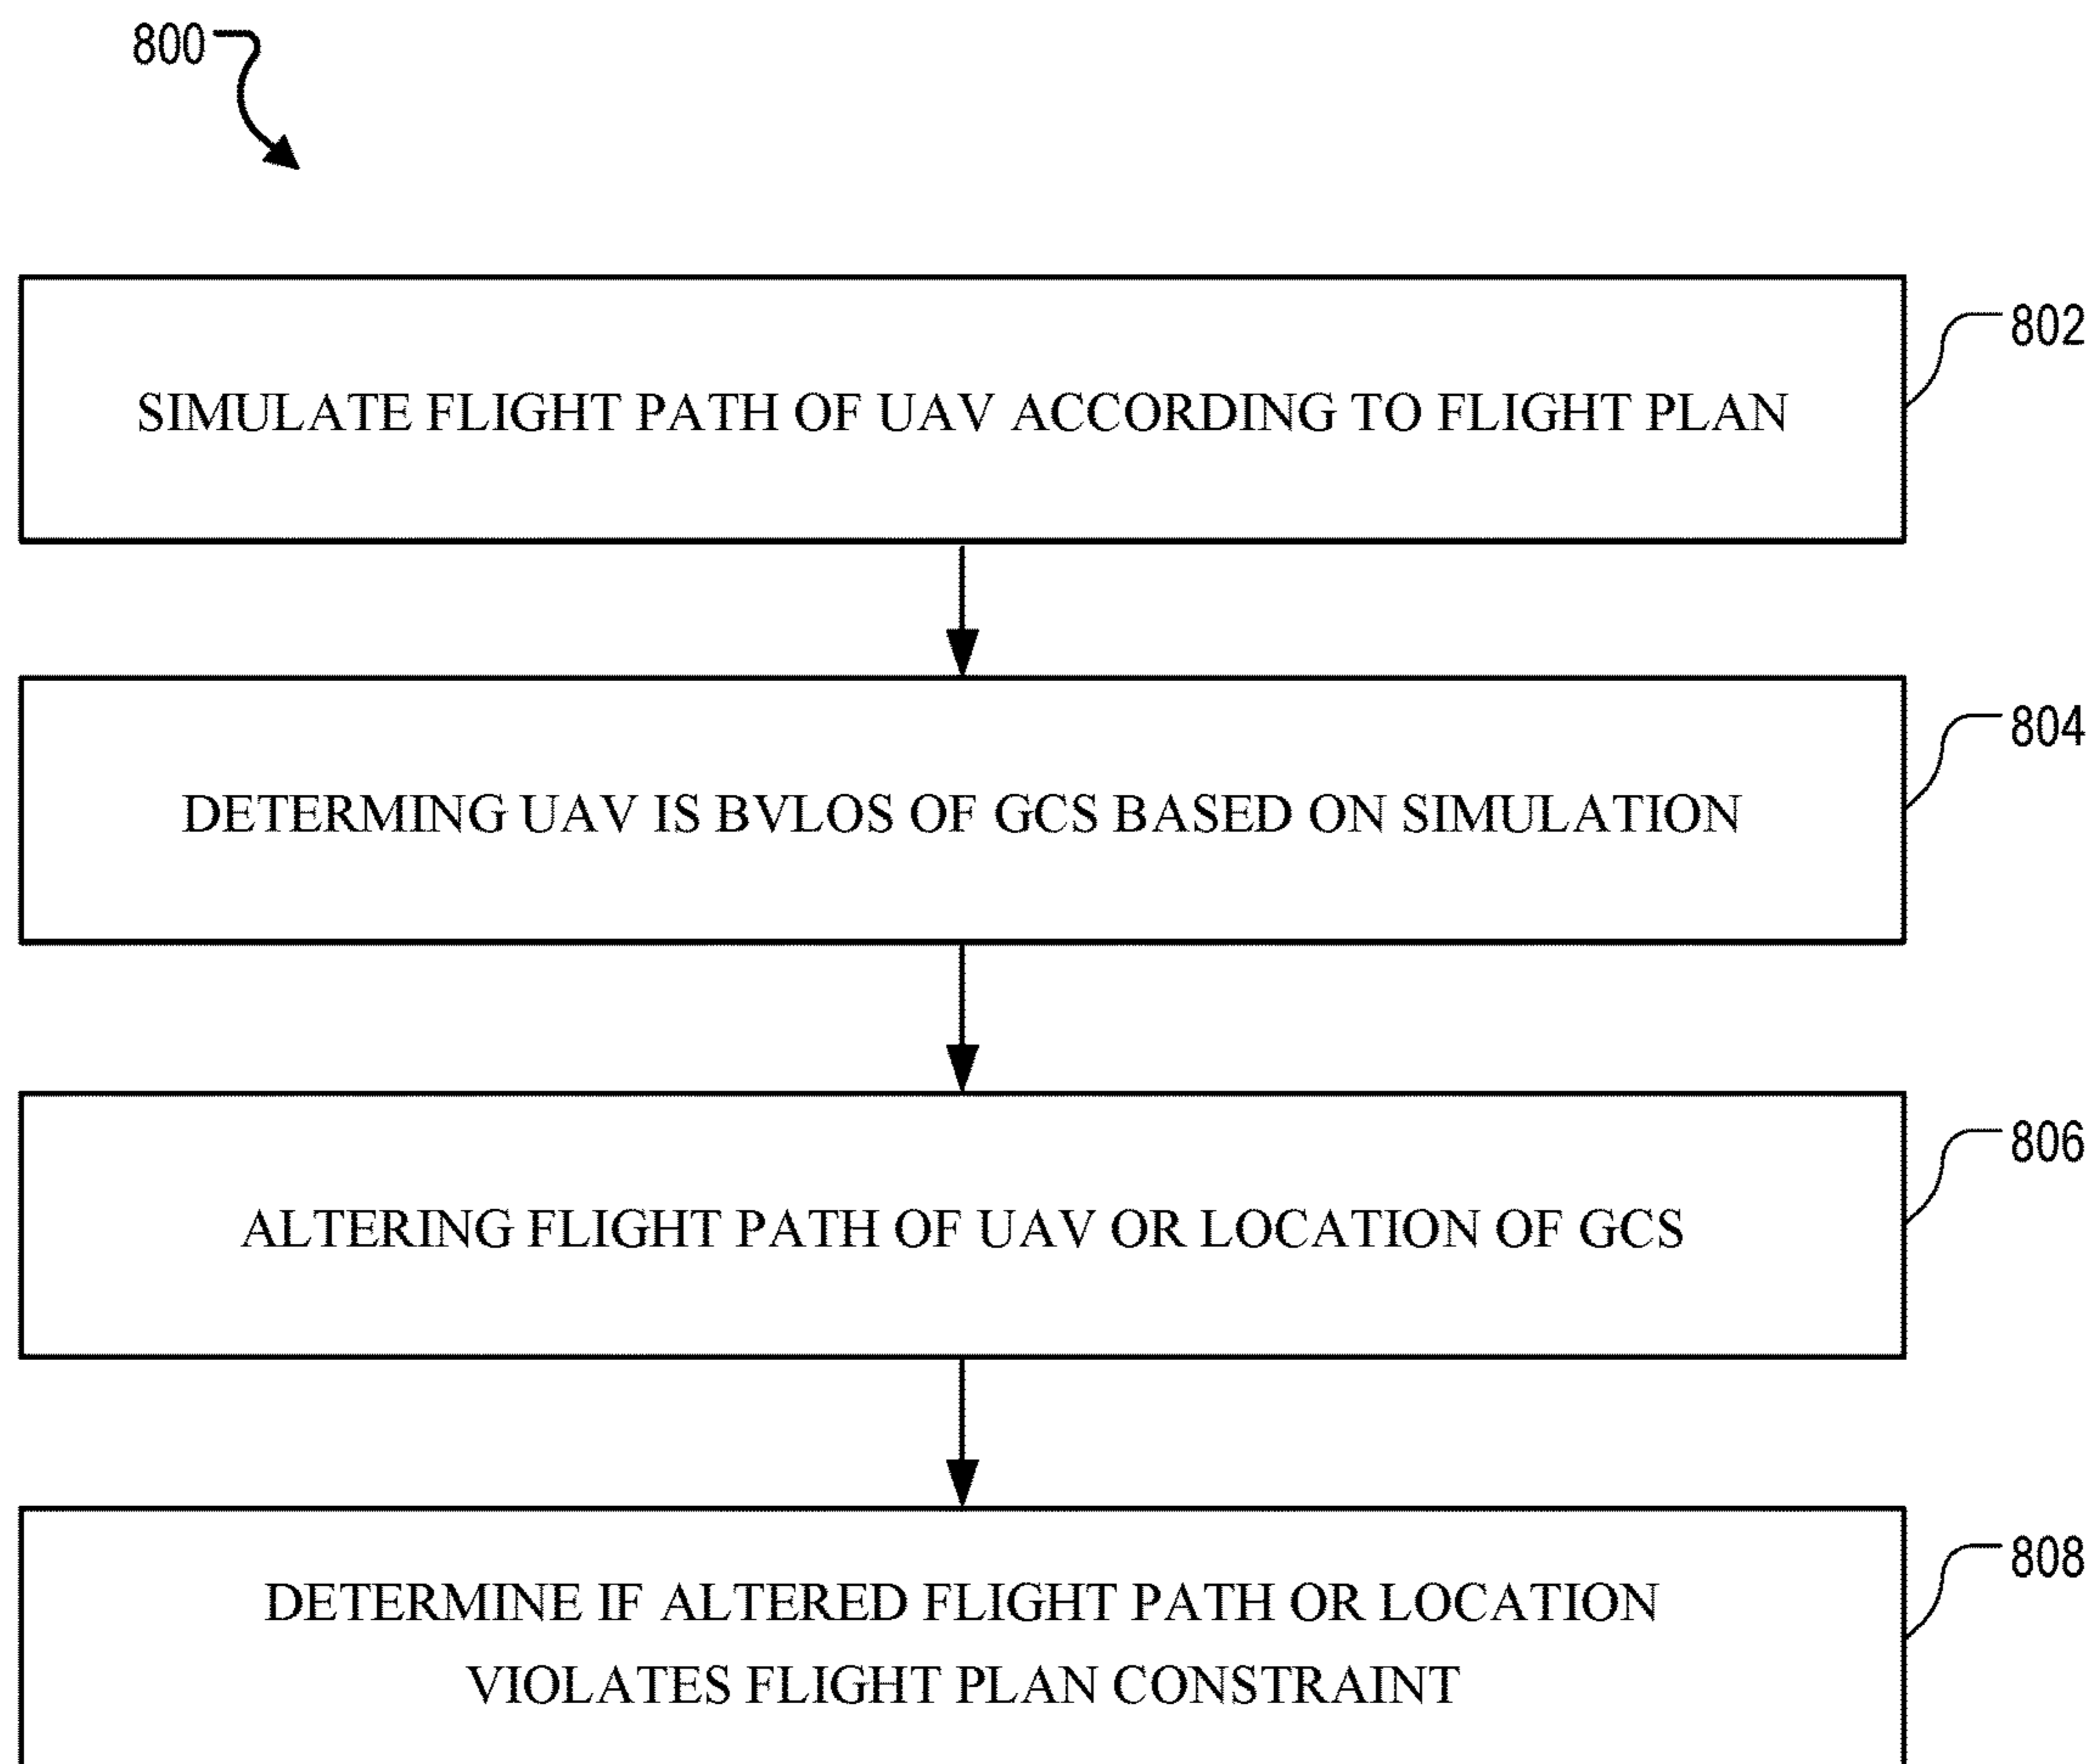 800
802
SIMULATE FLIGHT PATH OF UAV ACCORDING TO FLIGHT PLAN
804
DETERMING UAV IS BVLOS OF GCS BASED ON SIMULATION
806
ALTERING FLIGHT PATH OF UAV OR LOCATION OF GCS
808
DETERMINE IF ALTERED FLIGHT PATH OR LOCATION
VIOLATES FLIGHT PLAN CONSTRAINT